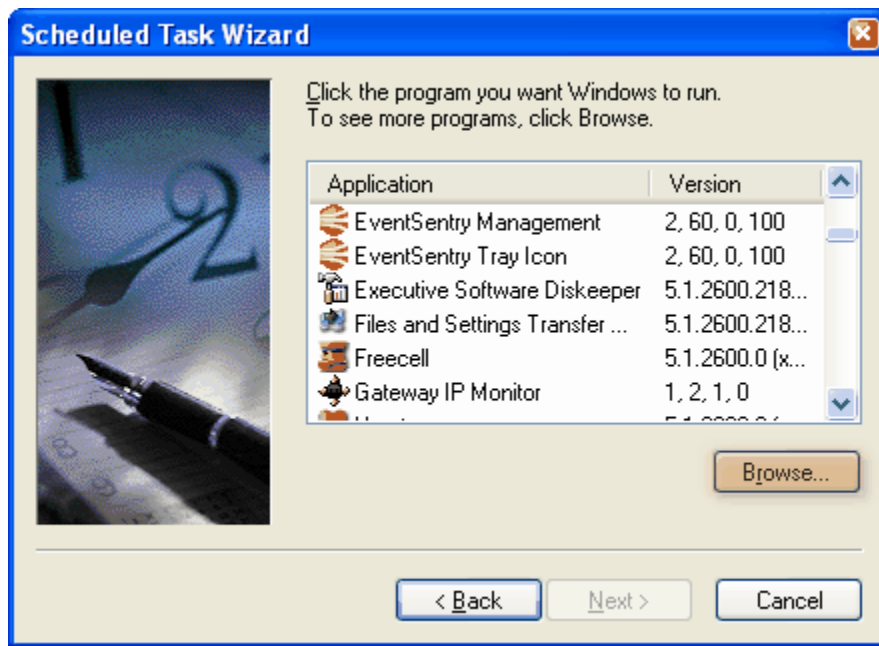 Scheduled Task Wizard
Click the program you want Windows to run.
To see more programs, click Browse.
Application Version
EventSentry Management 2, 60, 0, 100
EventSentry Tray Icon 2, 60, 0, 100
Executive Software Diskeeper 5.1.2600.218...
Files and Settings Transfer ... 5.1.2600.218...
Freecell 5.1.2600.0 (x...
Gateway IP Monitor 1, 2, 1, 0
Browse...
< Back Next > Cancel